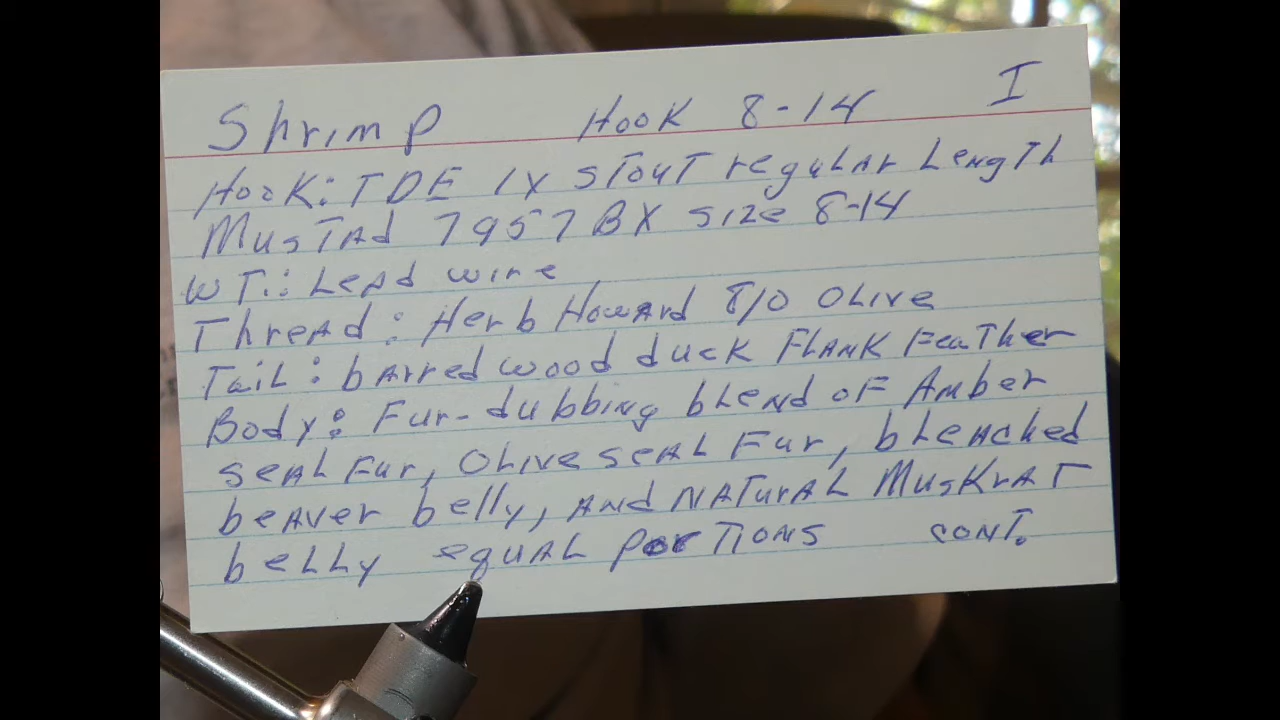 Shrimp Hook 8-14 I
Hook: TDE 1X STOUT regular Length
Mustad 7957 BX size 8-14
WT.: Lead wire
Thread: Herb Howard 8/0 Olive
Tail: barred wood duck Flank Feather
Body: Fur-dubbing blend of Amber
seal Fur, Olive seal Fur, bleached
beaver belly, and natural Muskrat
belly equal portions cont.